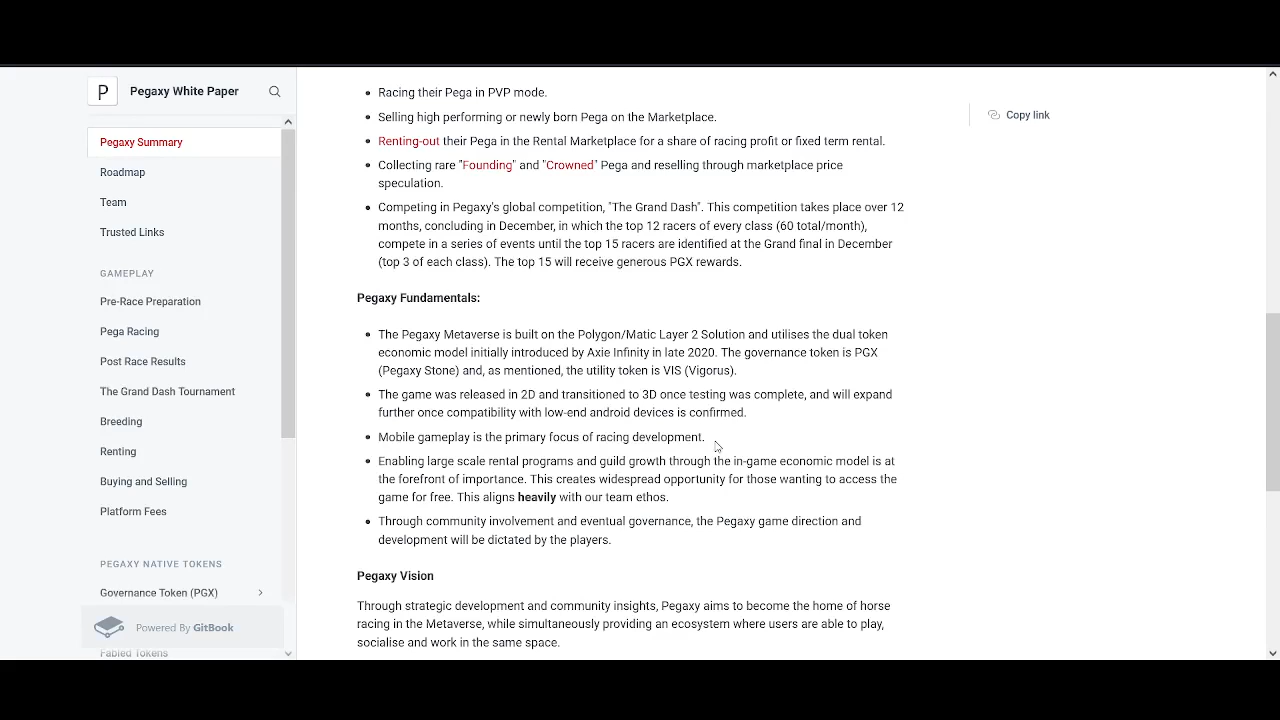 P
Pegaxy White Paper
Pegaxy Summary
Roadmap
Team
Trusted Links
GAMEPLAY
Pre-Race Preparation
Pega Racing
Post Race Results
The Grand Dash Tournament
Breeding
Renting
Buying and Selling
Platform Fees
PEGAXY NATIVE TOKENS
Governance Token (PGX)
Powered By GitBook
Fabled Tokens
Racing their Pega in PVP mode.
Selling high performing or newly born Pega on the Marketplace.
Renting-out their Pega in the Rental Marketplace for a share of racing profit or fixed term rental.
Collecting rare "Founding" and "Crowned" Pega and reselling through marketplace price
speculation.
Competing in Pegaxy's global competition, "The Grand Dash". This competition takes place over 12
months, concluding in December, in which the top 12 racers of every class (60 total/month),
compete in a series of events until the top 15 racers are identified at the Grand final in December
(top 3 of each class). The top 15 will receive generous PGX rewards.
Pegaxy Fundamentals:
The Pegaxy Metaverse is built on the Polygon/Matic Layer 2 Solution and utilises the dual token
economic model initially introduced by Axie Infinity in late 2020. The governance token is PGX
(Pegaxy Stone) and, as mentioned, the utility token is VIS (Vigorus).
The game was released in 2D and transitioned to 3D once testing was complete, and will expand
further once compatibility with low-end android devices is confirmed.
Mobile gameplay is the primary focus of racing development.
Enabling large scale rental programs and guild growth through the in-game economic model is at
the forefront of importance. This creates widespread opportunity for those wanting to access the
game for free. This aligns heavily with our team ethos.
Through community involvement and eventual governance, the Pegaxy game direction and
development will be dictated by the players.
Pegaxy Vision
Through strategic development and community insights, Pegaxy aims to become the home of horse
racing in the Metaverse, while simultaneously providing an ecosystem where users are able to play,
socialise and work in the same space.
Copy link